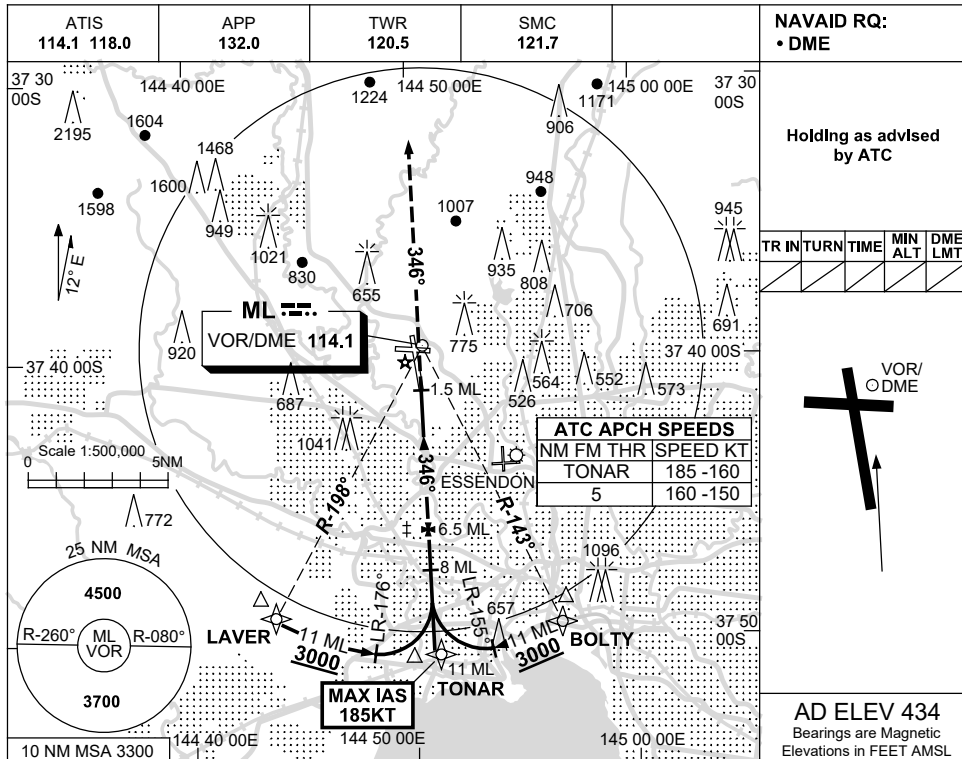 ATIS
114.1 118.0
APP
132.0
TWR
120.5
SMC
121.7
NAVAID RQ:
• DME
Holding as advised
by ATC
TR IN TURN TIME MIN ALT DME LMT
37 30
00S
144 40 00E
144 50 00E
145 00 00E
37 30
00S
2195
1604
1224
1171
906
1468
1600
1598
949
1021
830
655
1007
948
935
808
706
945
691
12° E
346°
ML
VOR/DME 114.1
920
687
775
564
526
552
573
37 40 00S
37 40 00S
1.5 ML
1041
Scale 1:500,000
0 5NM
772
346°
R-198°
R-143°
ESSENDON
ATC APCH SPEEDS
NM FM THR SPEED KT
TONAR 185 -160
5 160 -150
‡ 6.5 ML
8 ML
1096
25 NM MSA
4500
R-260° ML VOR R-080°
3700
10 NM MSA 3300
LAVER
11 ML
3000
LR-176°
LR-155°
657
11 ML
3000
BOLTY
11 ML
TONAR
MAX IAS
185KT
37 50
00S
144 40 00E
144 50 00E
145 00 00E
VOR/
DME
AD ELEV 434
Bearings are Magnetic
Elevations in FEET AMSL